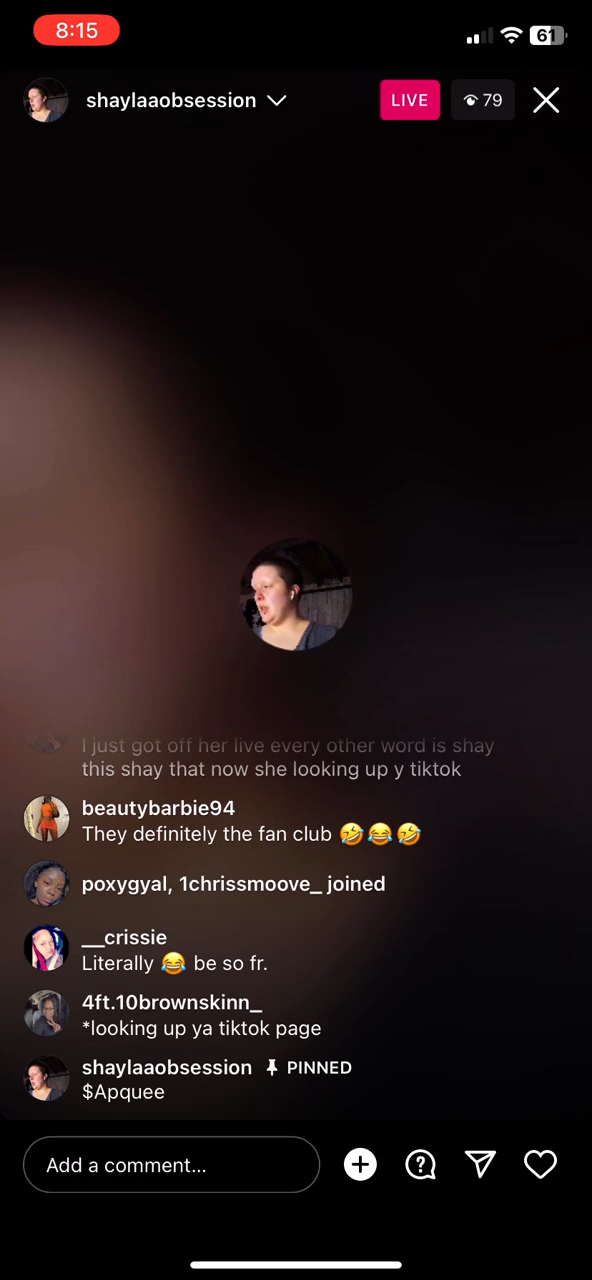 8:15
61
shaylaaobsession
LIVE
79
I just got off her live every other word is shay
this shay that now she looking up y tiktok
beautybarbie94
They definitely the fan club 🤣😂🤣
poxygyal, 1chrissmoove_ joined
__crissie
Literally 😂 be so fr.
4ft.10brownskinn_
*looking up ya tiktok page
shaylaaobsession PINNED
$Apquee
Add a comment...